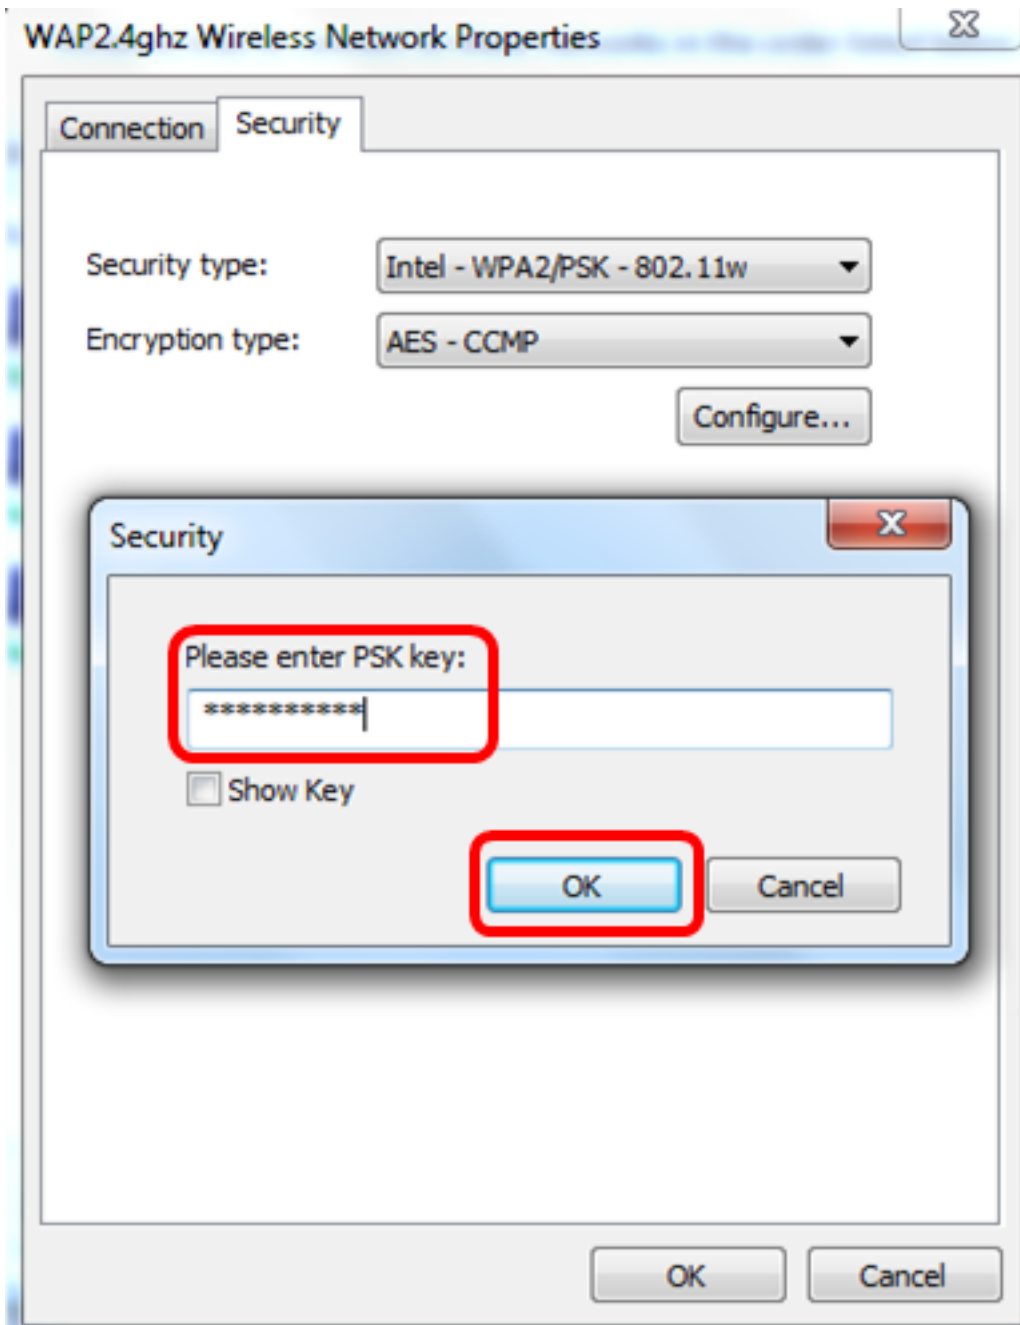 WAP2.4ghz Wireless Network Properties
Connection
Security
Security type:
Intel - WPA2/PSK - 802.11w
Encryption type:
AES - CCMP
Configure...
Security
Please enter PSK key:
**********
Show Key
OK
Cancel
OK
Cancel